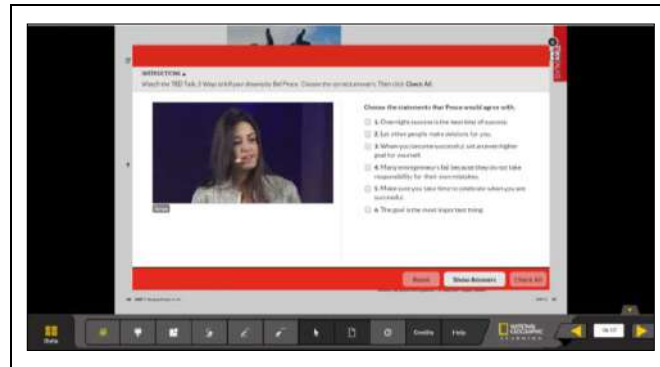 INSTRUCTIONS
Watch the TED Talk, 5 Ways to kill your dreams by Bel Pesce. Choose the correct answers. Then click Check All.
Choose the statements that Pesce would agree with.
1. Overnight success is the best kind of success.
2. Let other people make decisions for you.
3. When you become successful, set an even higher
goal for yourself.
4. Many entrepreneurs fail because they do not take
responsibility for their own mistakes.
5. Make sure you take time to celebrate when you are
successful.
6. The goal is the most important thing.
Reset
Show Answers
Check All
Credits
Help
NATIONAL
GEOGRAPHIC
LEARNING